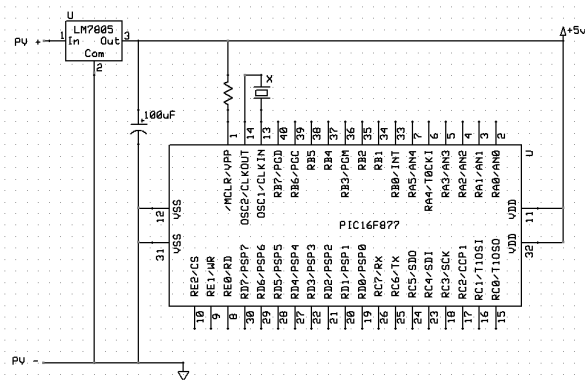 U
LM7805
PV +
1 In Out 3
Com
2
+5v
100uF
X
1 14 13 40 39 38 37 36 35 34 33 7 6 5 4 3 2
/MCLR/VPP
OSC2/CLKOUT
OSC1/CLKIN
RB7/PGD
RB6/PGC
RB5
RB4
RB3/PGM
RB2
RB1
RB0/INT
RA5/AN4
RA4/T0CKI
RA3/AN3
RA2/AN2
RA1/AN1
RA0/AN0
U
12 VSS
31 VSS
PIC16F877
VDD 11
VDD 32
RE2/CS
RE1/WR
RE0/RD
RD7/PSP7
RD6/PSP6
RD5/PSP5
RD4/PSP4
RD3/PSP3
RD2/PSP2
RD1/PSP1
RD0/PSP0
RC7/RX
RC6/TX
RC5/SDO
RC4/SDI
RC3/SCK
RC2/CCP1
RC1/T1OSI
RC0/T1OSO
10 9 8 30 29 28 27 22 21 20 19 26 25 24 23 18 17 16 15
PV -